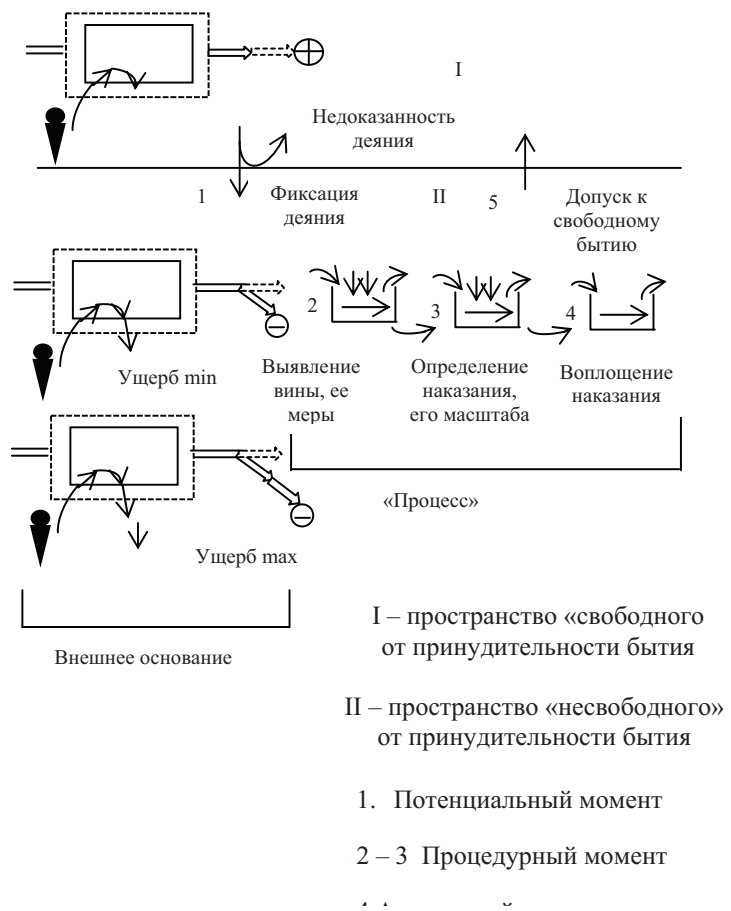 I
Недоказанность
деяния
1
Фиксация
деяния
II
5
Допуск к
свободному
бытию
2
3
4
Ущерб min
Выявление
вины, ее
меры
Определение
наказания,
его масштаба
Воплощение
наказания
«Процесс»
Ущерб max
Внешнее основание
I – пространство «свободного
от принудительности бытия
II – пространство «несвободного»
от принудительности бытия
1. Потенциальный момент
2 – 3 Процедурный момент
4